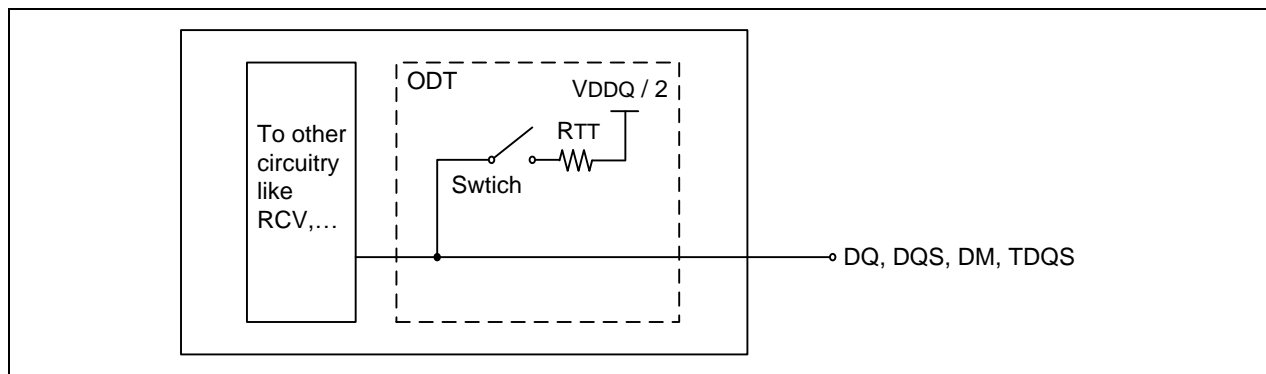 ODT
VDDQ / 2
RTT
Swtich
To other
circuitry
like
RCV,…
DQ, DQS, DM, TDQS